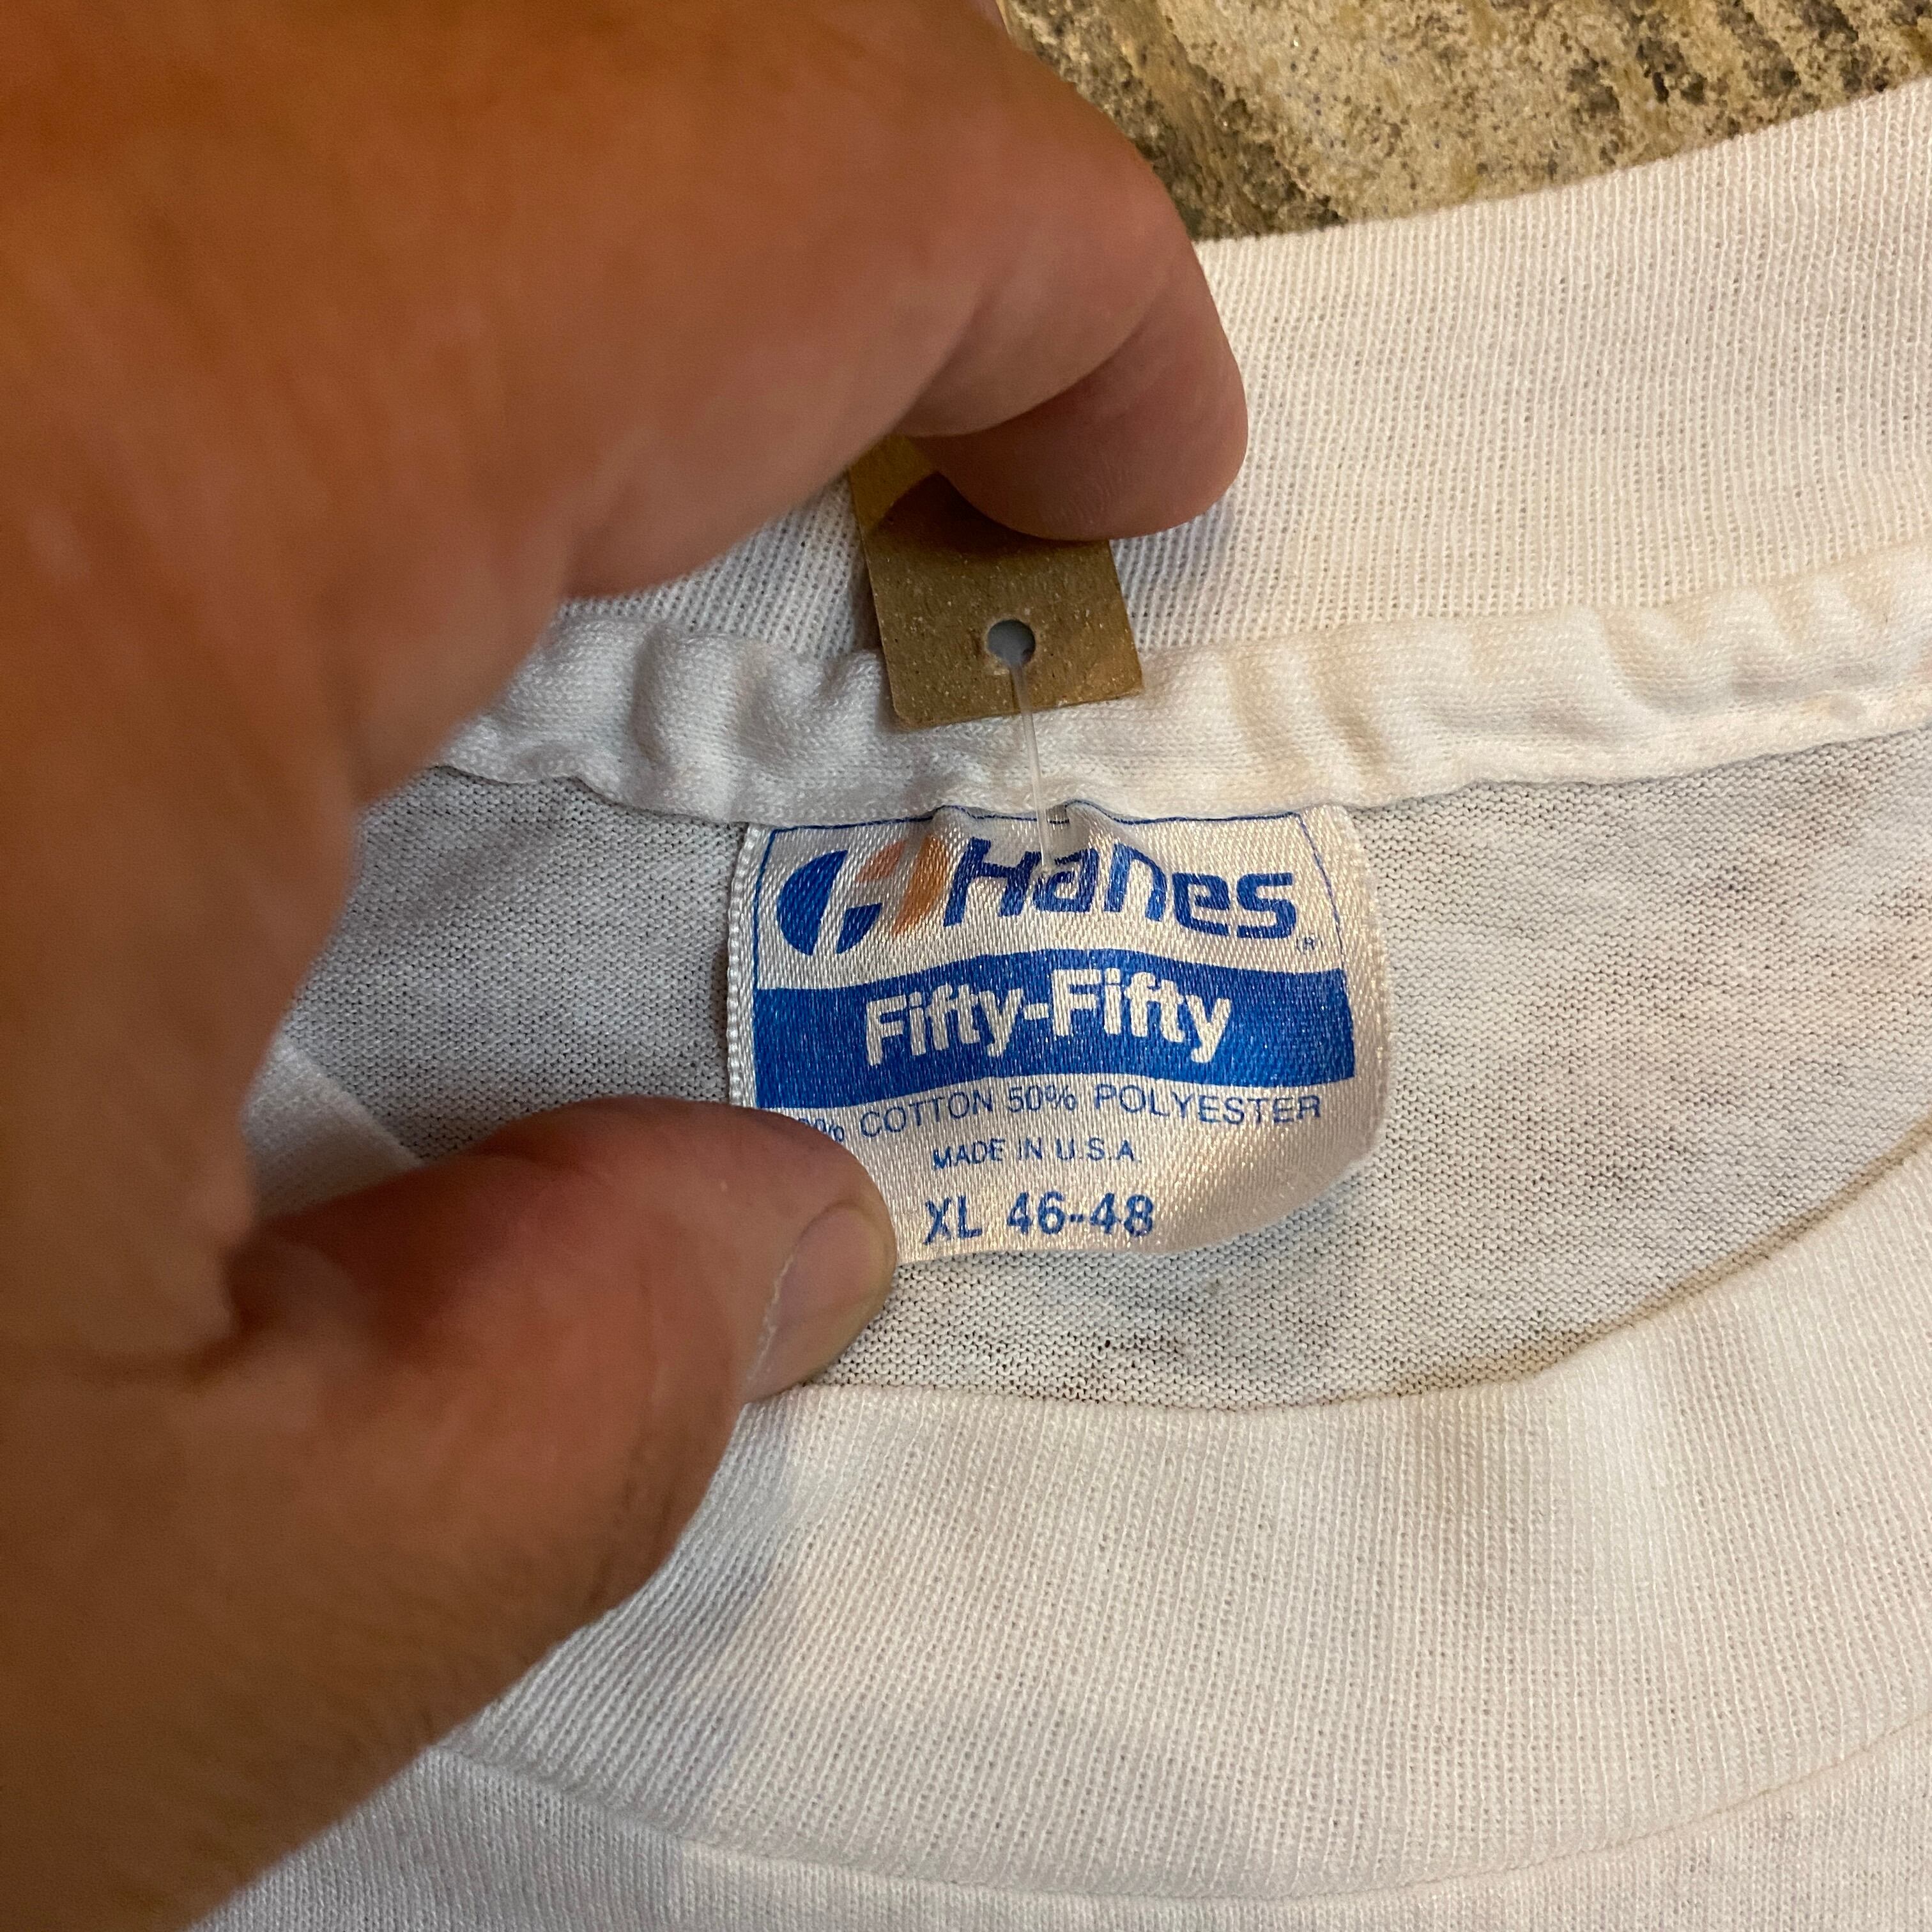 Hanes®
Fifty-Fifty
% COTTON 50% POLYESTER
MADE IN U.S.A.
XL 46-48